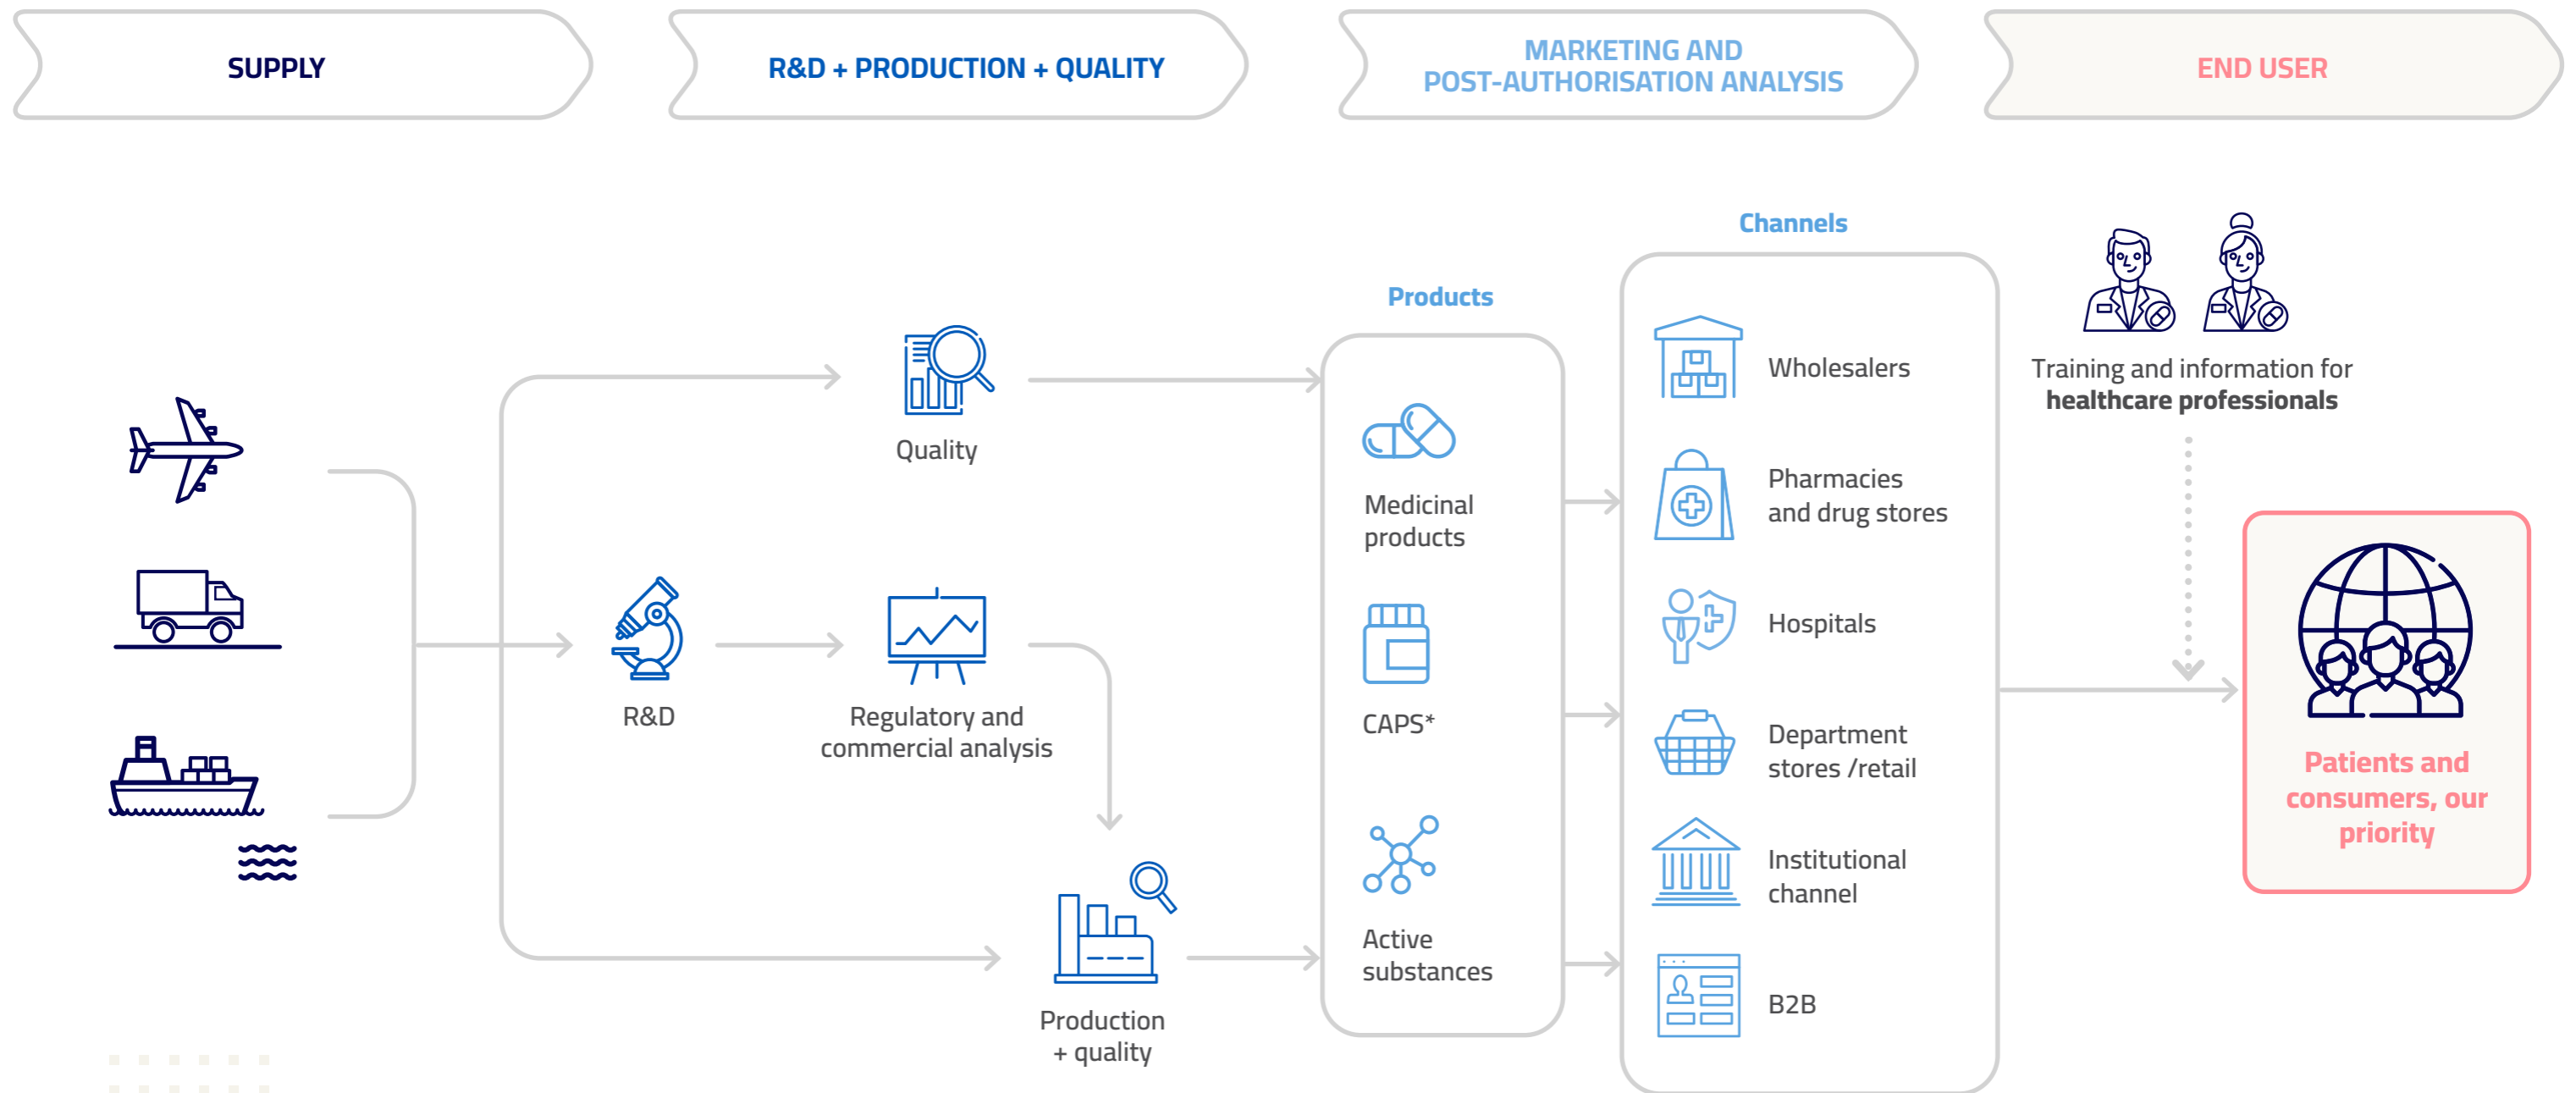 SUPPLY
R&D + PRODUCTION + QUALITY
MARKETING AND
POST-AUTHORISATION ANALYSIS
END USER
Quality
R&D
Regulatory and
commercial analysis
Production
+ quality
Products
Medicinal
products
CAPS*
Active
substances
Channels
Wholesalers
Pharmacies
and drug stores
Hospitals
Department
stores /retail
Institutional
channel
B2B
Training and information for
healthcare professionals
Patients and
consumers, our
priority